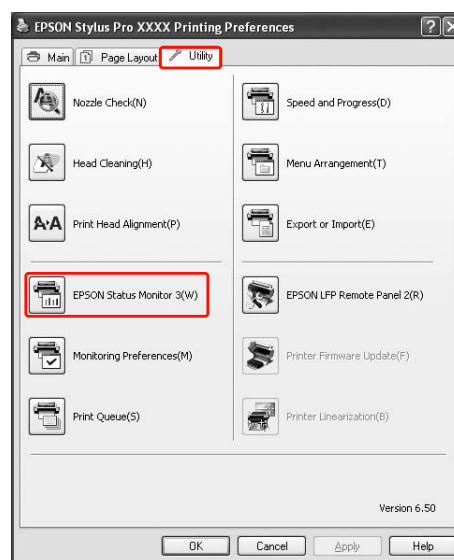 EPSON Stylus Pro XXXX Printing Preferences
Main Page Layout Utility
Nozzle Check(N)
Speed and Progress(D)
Head Cleaning(H)
Menu Arrangement(T)
Print Head Alignment(P)
Export or Import(E)
EPSON Status Monitor 3(W)
EPSON LFP Remote Panel 2(R)
Monitoring Preferences(M)
Printer Firmware Update(F)
Print Queue(S)
Printer Linearization(B)
Version 6.50
OK Cancel Apply Help